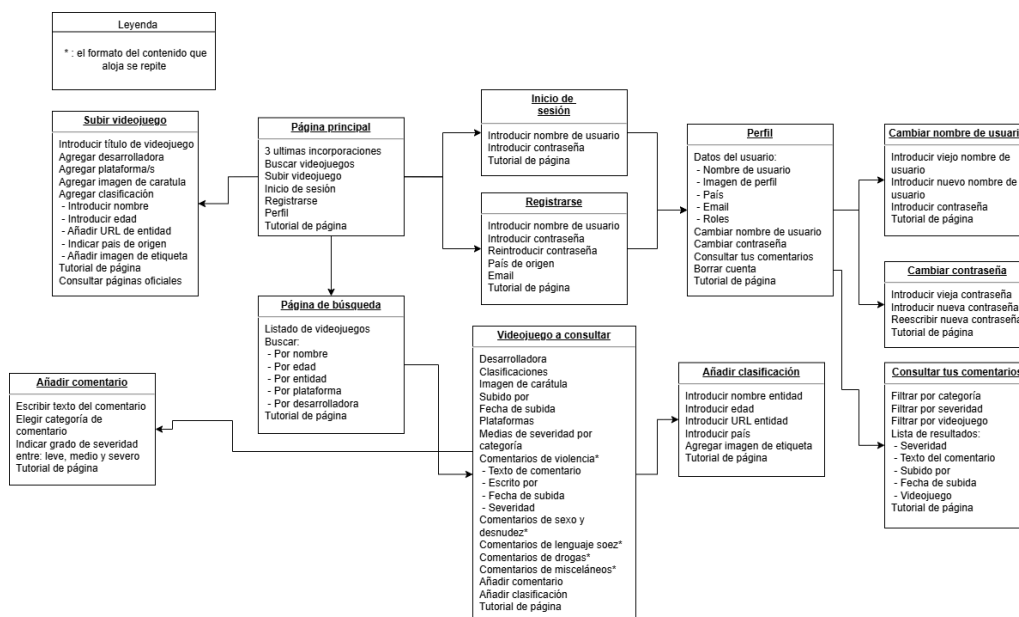 Leyenda
* : el formato del contenido que
aloja se repite
Subir videojuego
Introducir título de videojuego
Agregar desarrolladora
Agregar plataforma/s
Agregar imagen de caratula
Agregar clasificación
- Introducir nombre
- Introducir edad
- Añadir URL de entidad
- Indicar pais de origen
- Añadir imagen de etiqueta
Tutorial de página
Consultar páginas oficiales
Página principal
3 ultimas incorporaciones
Buscar videojuegos
Subir videojuego
Inicio de sesión
Registrarse
Perfil
Tutorial de página
Inicio de
sesión
Introducir nombre de usuario
Introducir contraseña
Tutorial de página
Registrarse
Introducir nombre de usuario
Introducir contraseña
Reintroducir contraseña
País de origen
Email
Tutorial de página
Perfil
Datos del usuario:
- Nombre de usuario
- Imagen de perfil
- País
- Email
- Roles
Cambiar nombre de usuario
Cambiar contraseña
Consultar tus comentarios
Borrar cuenta
Tutorial de página
Cambiar nombre de usuario
Introducir viejo nombre de
usuario
Introducir nuevo nombre de
usuario
Introducir contraseña
Tutorial de página
Cambiar contraseña
Introducir vieja contraseña
Introducir nueva contraseña
Reescribir nueva contraseña
Tutorial de página
Página de búsqueda
Listado de videojuegos
Buscar:
- Por nombre
- Por edad
- Por entidad
- Por plataforma
- Por desarrolladora
Tutorial de página
Videojuego a consultar
Desarrolladora
Clasificaciones
Imagen de carátula
Subido por
Fecha de subida
Plataformas
Medias de severidad por
categoría
Comentarios de violencia*
- Texto de comentario
- Escrito por
- Fecha de subida
- Severidad
Comentarios de sexo y
desnudez*
Comentarios de lenguaje soez*
Comentarios de drogas*
Comentarios de misceláneos*
Añadir comentario
Añadir clasificación
Tutorial de página
Añadir comentario
Escribir texto del comentario
Elegir categoría de
comentario
Indicar grado de severidad
entre: leve, medio y severo
Tutorial de página
Añadir clasificación
Introducir nombre entidad
Introducir edad
Introducir URL entidad
Introducir país
Agregar imagen de etiqueta
Tutorial de página
Consultar tus comentarios
Filtrar por categoría
Filtrar por severidad
Filtrar por videojuego
Lista de resultados:
- Severidad
- Texto del comentario
- Subido por
- Fecha de subida
- Videojuego
Tutorial de página